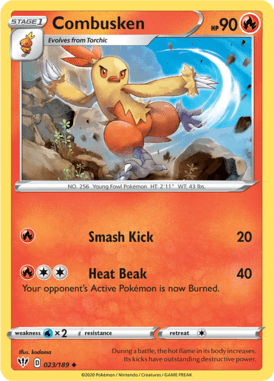 STAGE 1
Combusken
HP 90
Evolves from Torchic
NO. 256 Young Fowl Pokémon HT: 2'11" WT: 43 lbs.
Smash Kick 20
Heat Beak 40
Your opponent's Active Pokémon is now Burned.
weakness ×2 resistance retreat
Illus. kodama
D 023/189
During a battle, the hot flame in its body increases.
Its kicks have outstanding destructive power.
©2020 Pokémon / Nintendo / Creatures / GAME FREAK